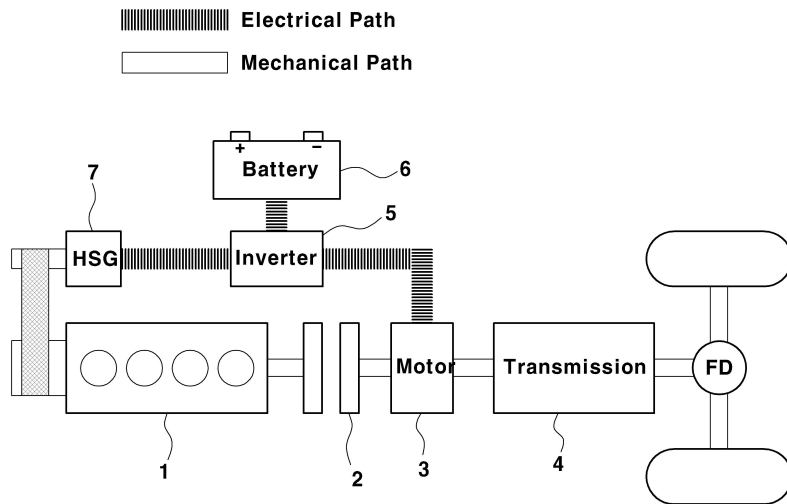 Electrical Path
Mechanical Path
+ −
Battery
6
7
5
HSG
Inverter
Motor
Transmission
FD
1
2
3
4